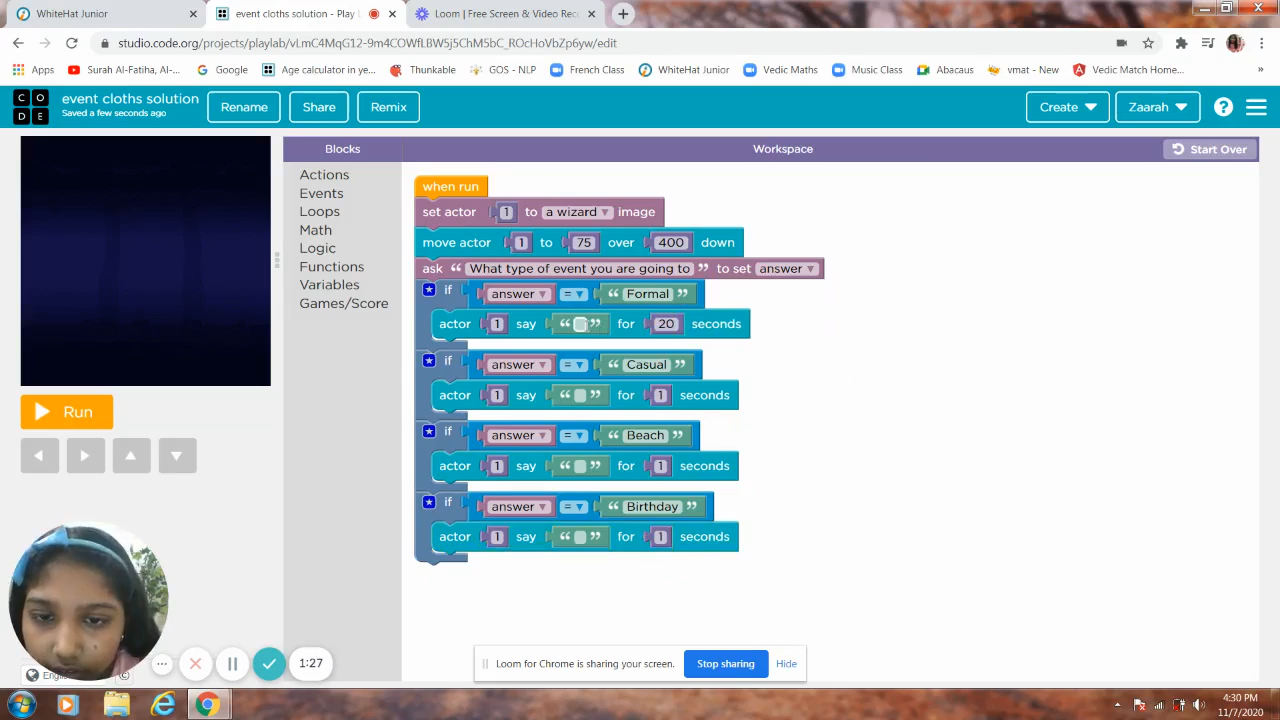 WhiteHat Junior
event cloths solution - Play L
Loom | Free Screen & Video Reco
studio.code.org/projects/playlab/vLmC4MqG12-9m4COWfLBW5j5ChM5bC_ROcHbVbZp6yw/edit
Apps
Surah Al-Fatiha, Al-...
Google
Age calculator in ye...
Thunkable
GOS - NLP
French Class
WhiteHat Junior
Vedic Maths
Music Class
Abacus
vmat - New
Vedic Match Home...
»
CODE
event cloths solution
Saved a few seconds ago
Rename
Share
Remix
Create
Zaarah
?
Blocks
Workspace
Start Over
Actions
Events
Loops
Math
Logic
Functions
Variables
Games/Score
when run
set actor 1 to a wizard image
move actor 1 to 75 over 400 down
ask “ What type of event you are going to ” to set answer
if answer = “ Formal ”
actor 1 say “ ” for 20 seconds
if answer = “ Casual ”
actor 1 say “ ” for 1 seconds
if answer = “ Beach ”
actor 1 say “ ” for 1 seconds
if answer = “ Birthday ”
actor 1 say “ ” for 1 seconds
Run
1:27
Loom for Chrome is sharing your screen.
Stop sharing
Hide
Englis
©
4:30 PM
11/7/2020